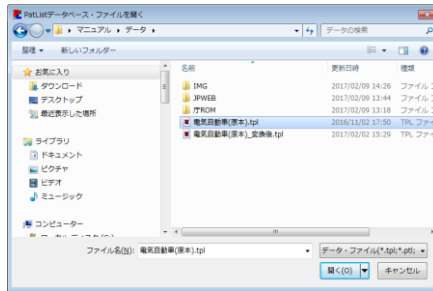 PatListデータベース・ファイルを開く
マニュアル ▸ データ ▸
データの検索
整理 ▾ 新しいフォルダー
お気に入り
ダウンロード
デスクトップ
最近表示した場所
ライブラリ
ドキュメント
ピクチャ
ビデオ
ミュージック
コンピューター
名前 更新日時 種類
IMG 2017/02/09 14:26 ファイル
JPWEB 2017/02/09 13:44 ファイル
庁ROM 2017/02/09 13:18 ファイル
電気自動車(原本).tpl 2016/11/02 17:50 TPL ファ
電気自動車(原本)_変換後.tpl 2017/02/02 15:29 TPL ファ
ファイル名(N): 電気自動車(原本).tpl
データ・ファイル(*.tpl;*.ptl;
開く(O) キャンセル